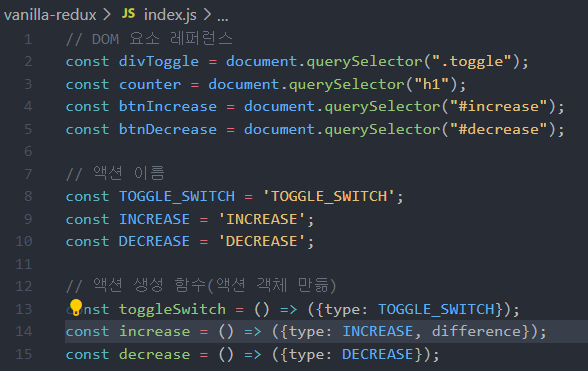 vanilla-redux > JS index.js > ...
1 // DOM 요소 레퍼런스
2 const divToggle = document.querySelector(".toggle");
3 const counter = document.querySelector("h1");
4 const btnIncrease = document.querySelector("#increase");
5 const btnDecrease = document.querySelector("#decrease");
6
7 // 액션 이름
8 const TOGGLE_SWITCH = 'TOGGLE_SWITCH';
9 const INCREASE = 'INCREASE';
10 const DECREASE = 'DECREASE';
11
12 // 액션 생성 함수(액션 객체 만듦)
13 const toggleSwitch = () => ({type: TOGGLE_SWITCH});
14 const increase = () => ({type: INCREASE, difference});
15 const decrease = () => ({type: DECREASE});